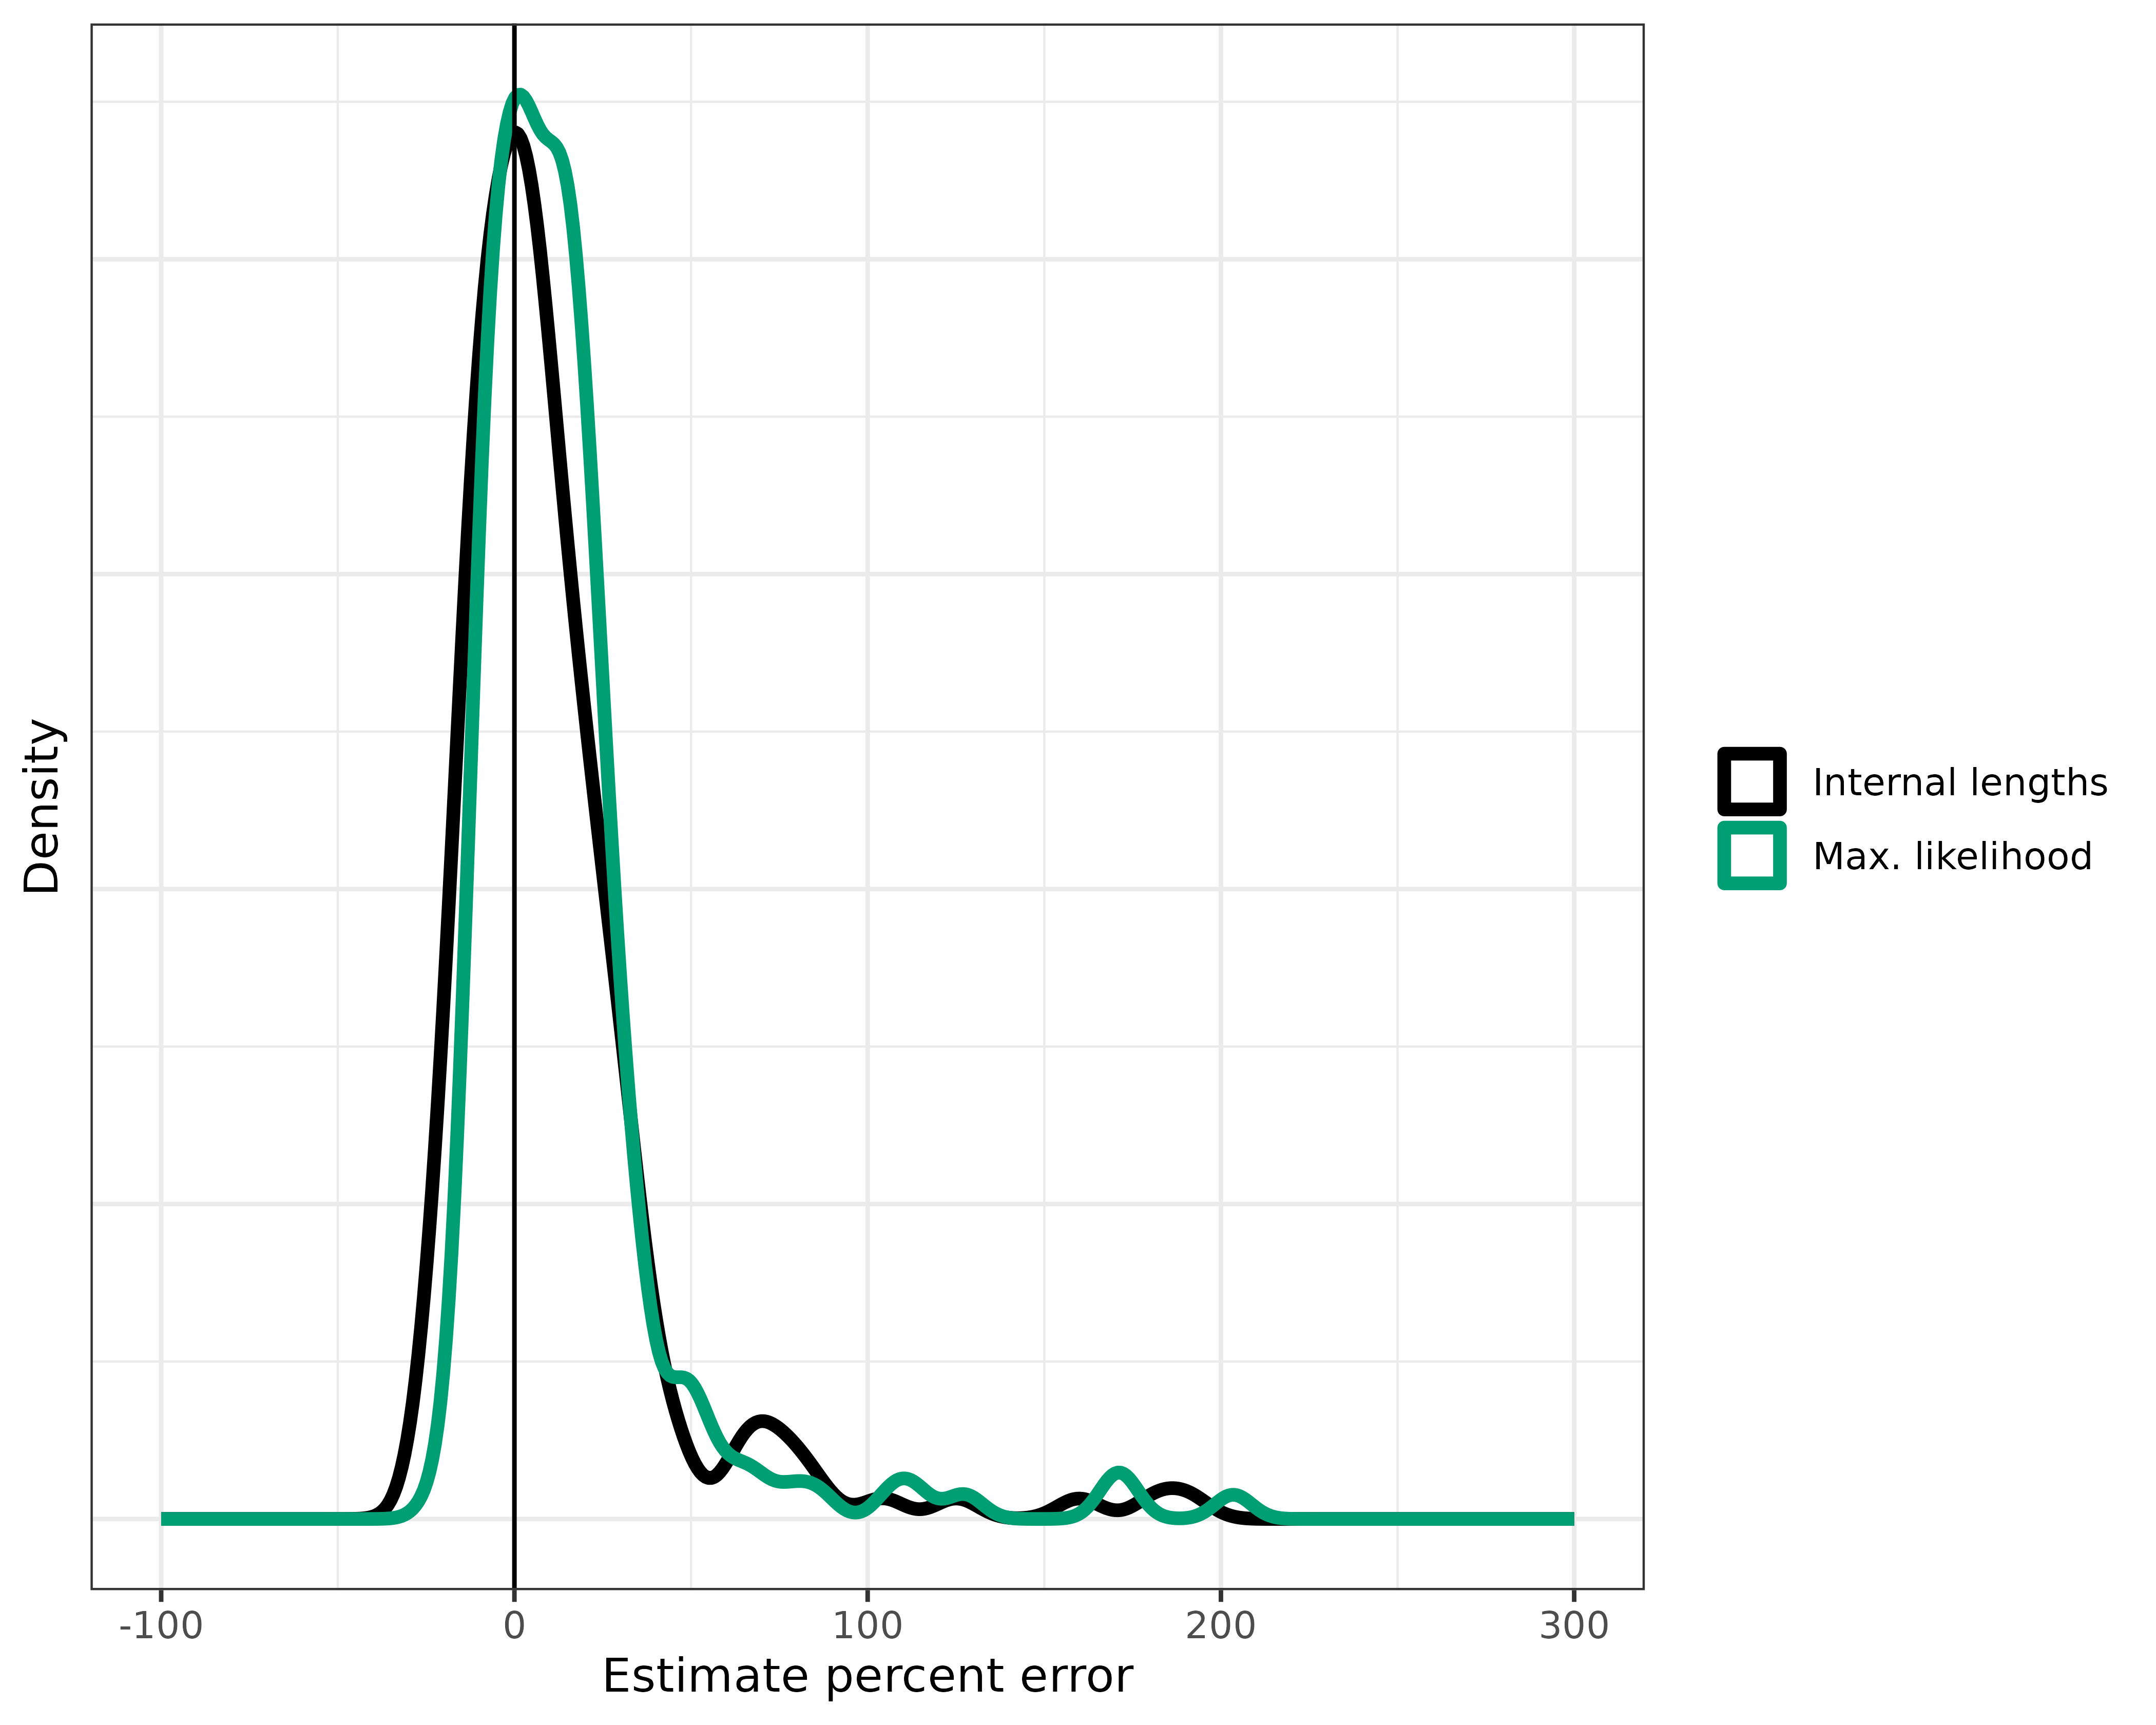 Density
-100
0
100
200
300
Estimate percent error
Internal lengths
Max. likelihood